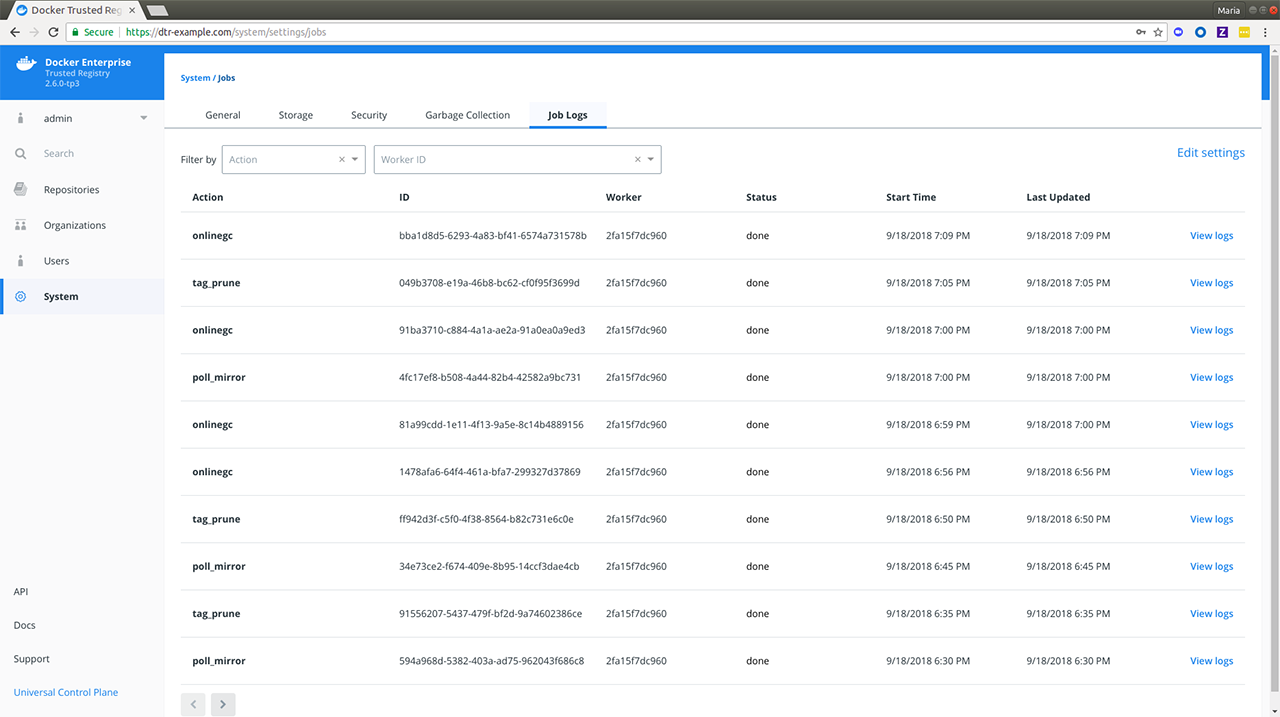 Docker Trusted Reg
Maria
Secure
https://dtr-example.com/system/settings/jobs
Docker Enterprise
Trusted Registry
2.6.0-tp3
admin
Search
Repositories
Organizations
Users
System
API
Docs
Support
Universal Control Plane
System / Jobs
General Storage Security Garbage Collection Job Logs
Filter by Action Worker ID Edit settings
Action ID Worker Status Start Time Last Updated
onlinegc bba1d8d5-6293-4a83-bf41-6574a731578b 2fa15f7dc960 done 9/18/2018 7:09 PM 9/18/2018 7:09 PM View logs
tag_prune 049b3708-e19a-46b8-bc62-cf0f95f3699d 2fa15f7dc960 done 9/18/2018 7:05 PM 9/18/2018 7:05 PM View logs
onlinegc 91ba3710-c884-4a1a-ae2a-91a0ea0a9ed3 2fa15f7dc960 done 9/18/2018 7:00 PM 9/18/2018 7:00 PM View logs
poll_mirror 4fc17ef8-b508-4a44-82b4-42582a9bc731 2fa15f7dc960 done 9/18/2018 7:00 PM 9/18/2018 7:00 PM View logs
onlinegc 81a99cdd-1e11-4f13-9a5e-8c14b4889156 2fa15f7dc960 done 9/18/2018 6:59 PM 9/18/2018 7:00 PM View logs
onlinegc 1478afa6-64f4-461a-bfa7-299327d37869 2fa15f7dc960 done 9/18/2018 6:56 PM 9/18/2018 6:56 PM View logs
tag_prune ff942d3f-c5f0-4f38-8564-b82c731e6c0e 2fa15f7dc960 done 9/18/2018 6:50 PM 9/18/2018 6:50 PM View logs
poll_mirror 34e73ce2-f674-409e-8b95-14ccf3dae4cb 2fa15f7dc960 done 9/18/2018 6:45 PM 9/18/2018 6:45 PM View logs
tag_prune 91556207-5437-479f-bf2d-9a74602386ce 2fa15f7dc960 done 9/18/2018 6:35 PM 9/18/2018 6:35 PM View logs
poll_mirror 594a968d-5382-403a-ad75-962043f686c8 2fa15f7dc960 done 9/18/2018 6:30 PM 9/18/2018 6:30 PM View logs